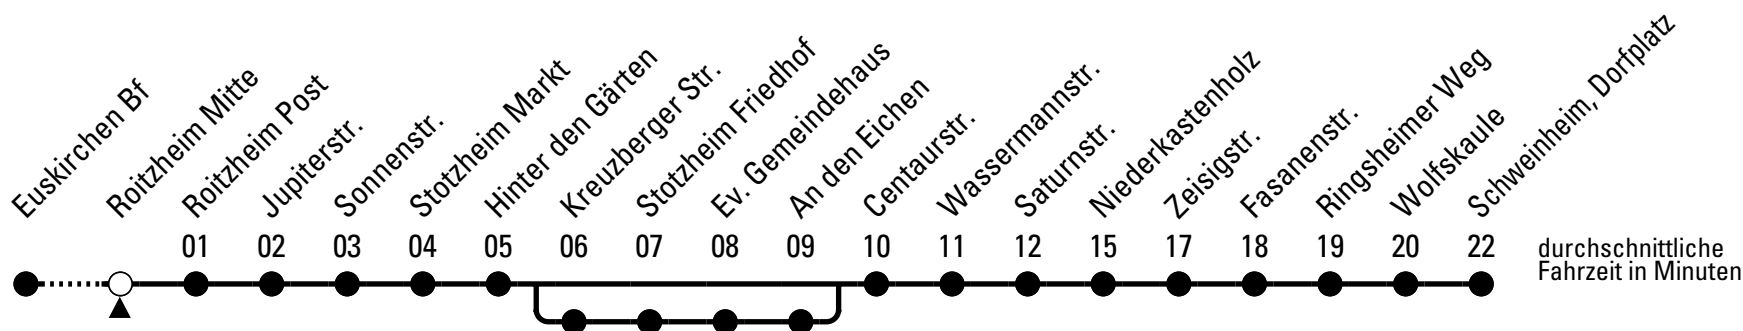 Euskirchen Bf
Roitzheim Mitte
Roitzheim Post
Jupiterstr.
Sonnenstr.
Stotzheim Markt
Hinter den Gärten
Kreuzberger Str.
Stotzheim Friedhof
Ev. Gemeindehaus
An den Eichen
Centaurstr.
Wassermannstr.
Saturnstr.
Niederkastenholz
Zeisigstr.
Fasanenstr.
Ringsheimer Weg
Wolfskaule
Schweinheim, Dorfplatz
01 02 03 04 05 06 07 08 09 10 11 12 15 17 18 19 20 22
durchschnittliche
Fahrzeit in Minuten